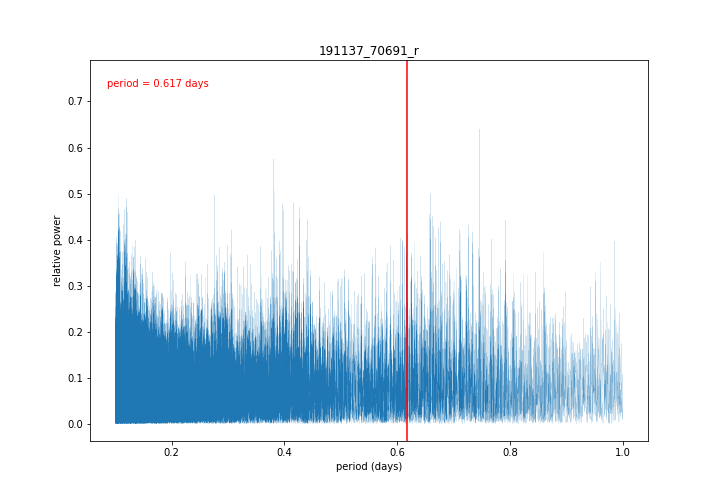 191137_70691_r
period = 0.617 days
relative power
0.7
0.6
0.5
0.4
0.3
0.2
0.1
0.0
0.2 0.4 0.6 0.8 1.0
period (days)